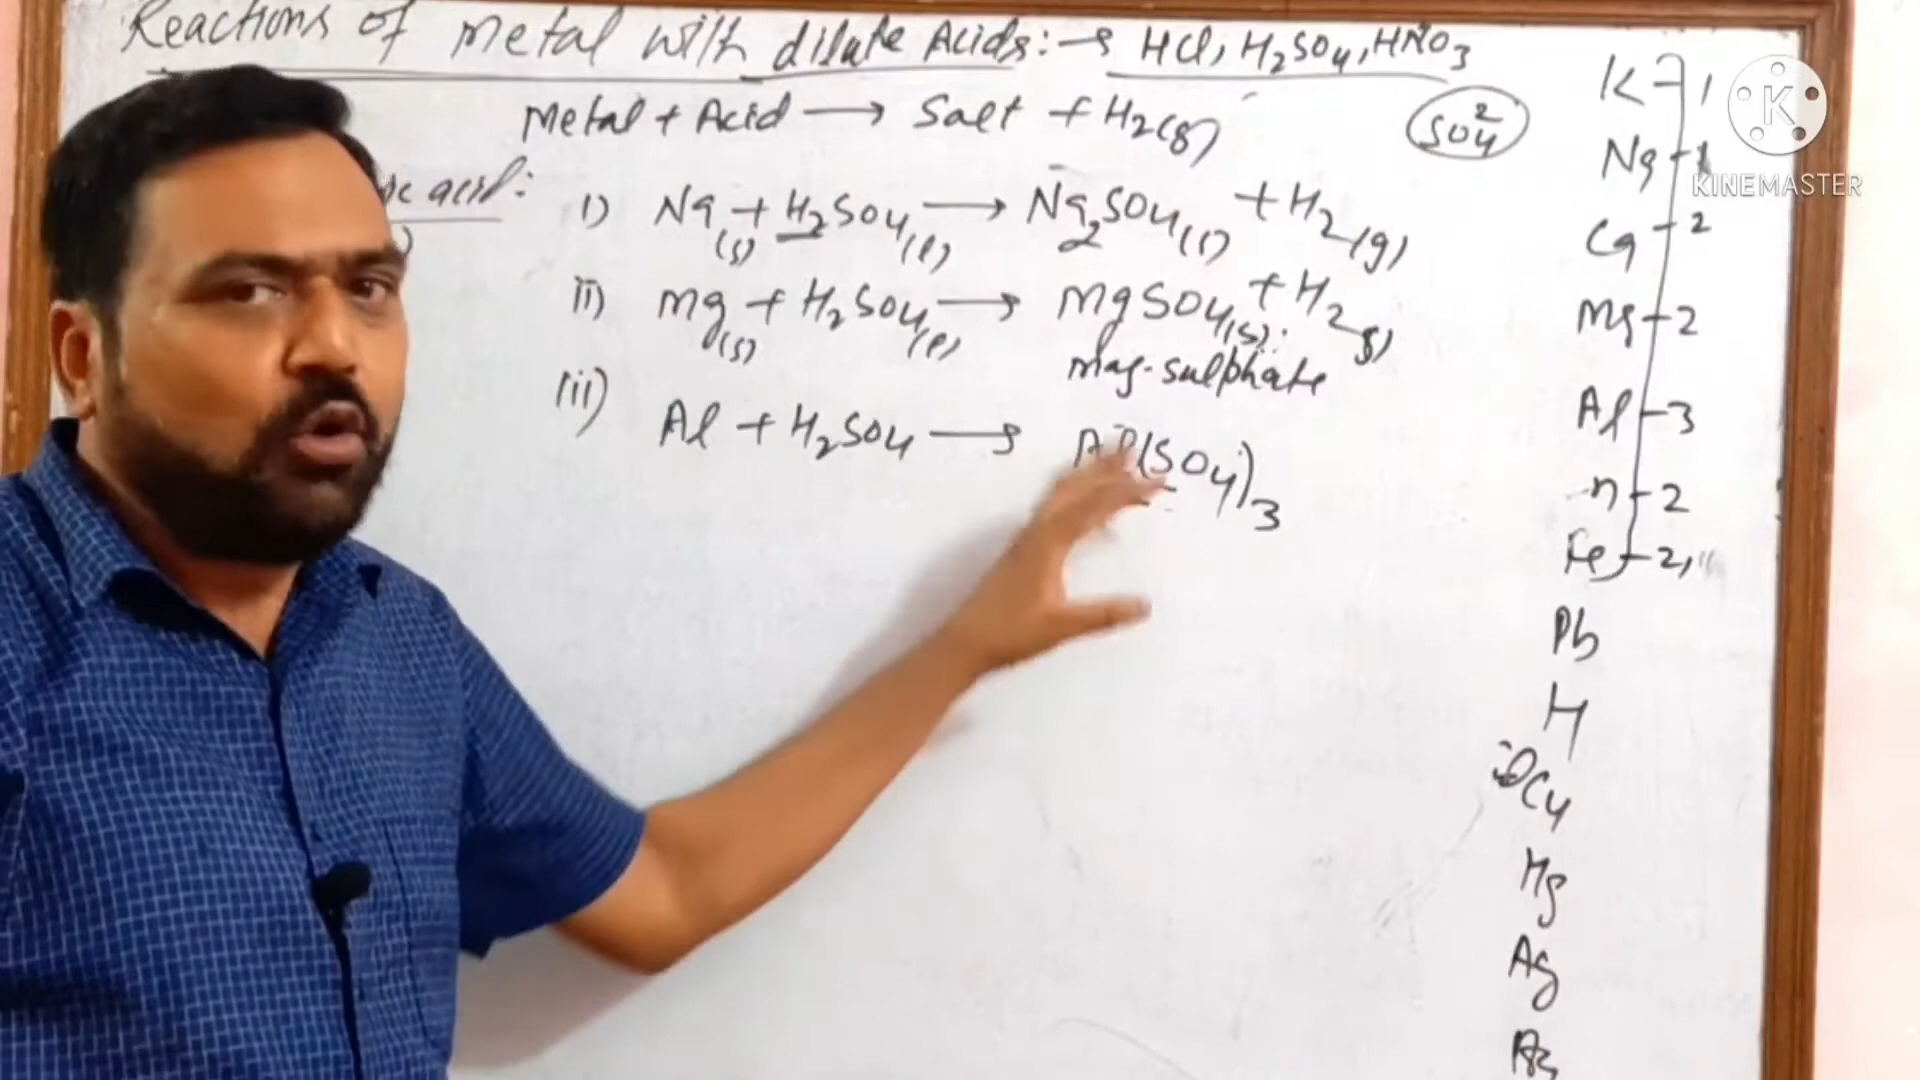 Reactions of Metal with dilute Acids:→ HCl, H₂SO₄, HNO₃
Metal + Acid → Salt + H₂(g)
SO₄²
acid:
i) Na(s) + H₂SO₄(l) → Na₂SO₄(l) + H₂(g)
ii) Mg(s) + H₂SO₄(l) → MgSO₄(s) + H₂(g)
Mag. sulphate
iii) Al + H₂SO₄ → Al(SO₄)₃
K - 1
Na - 1
Ca - 2
Mg - 2
Al - 3
n - 2
Fe - 2,
Pb
H
Cu
Hg
Ag
K
KINEMASTER